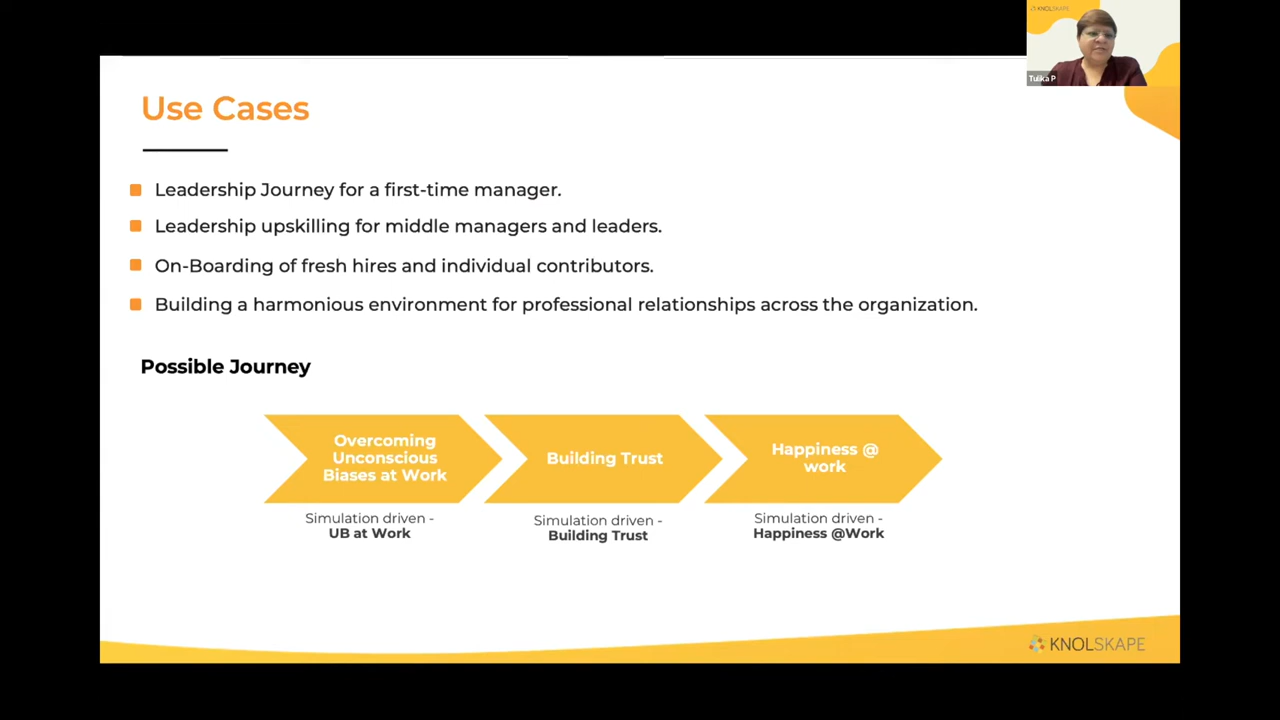 KNOLSKAPE
Tulika P
Use Cases
Leadership Journey for a first-time manager.
Leadership upskilling for middle managers and leaders.
On-Boarding of fresh hires and individual contributors.
Building a harmonious environment for professional relationships across the organization.
Possible Journey
Overcoming
Unconscious
Biases at Work
Simulation driven -
UB at Work
Building Trust
Simulation driven -
Building Trust
Happiness @
work
Simulation driven -
Happiness @Work
KNOLSKAPE